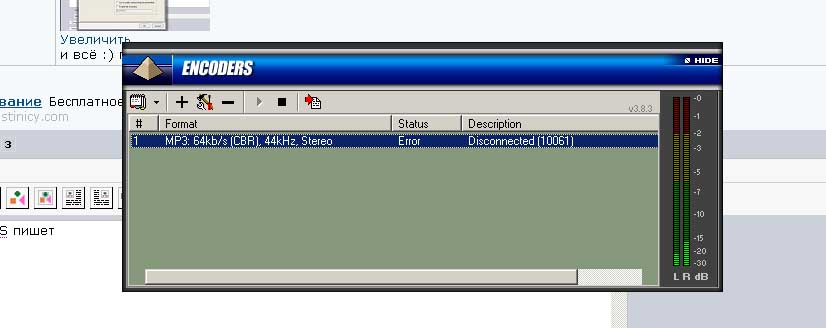 Увеличить
и всё :)
ENCODERS
Ø HIDE
вание Бесплатное
stinicy.com
v3.8.3
# Format Status Description
1 MP3: 64kb/s (CBR), 44kHz, Stereo Error Disconnected (10061)
з
S пишет
-0
-1
-2
-3
-5
-7
-10
-15
-20
-30
L R dB